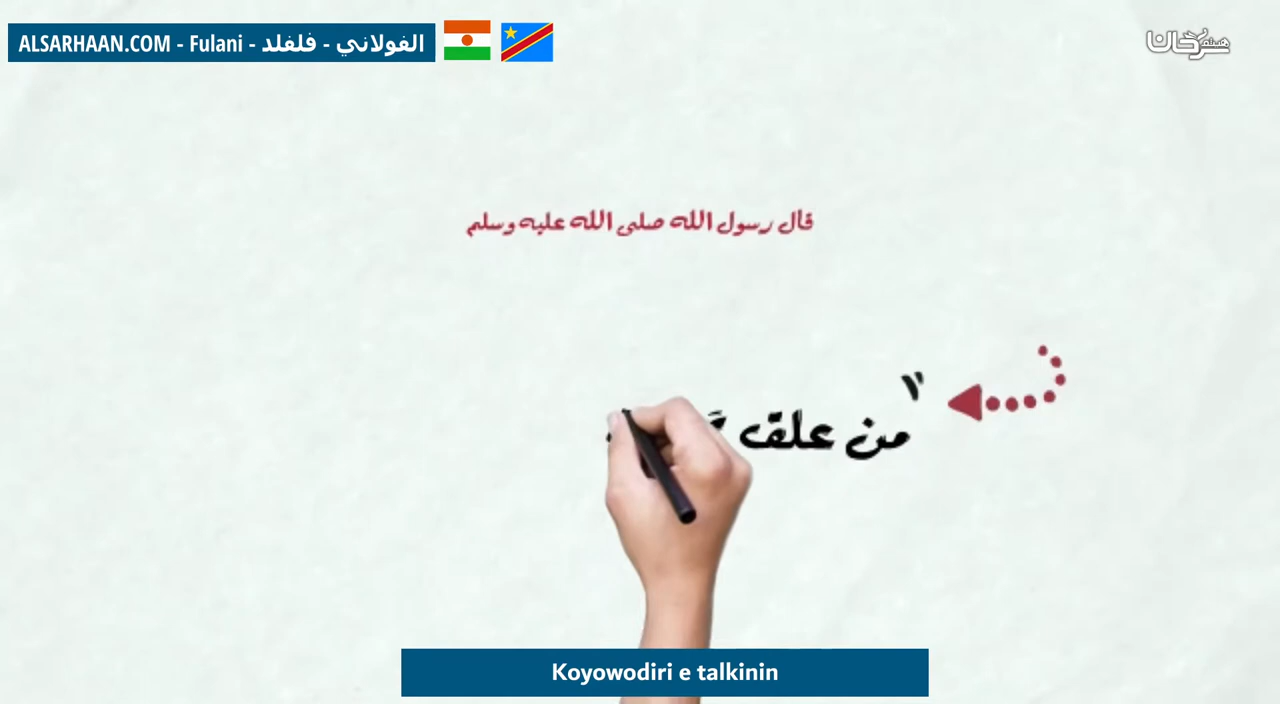 ALSARHAAN.COM - Fulani - الفولاني - فلفلد
قال رسول الله صلى الله عليه وسلم
من علق
Koyowodiri e talkinin